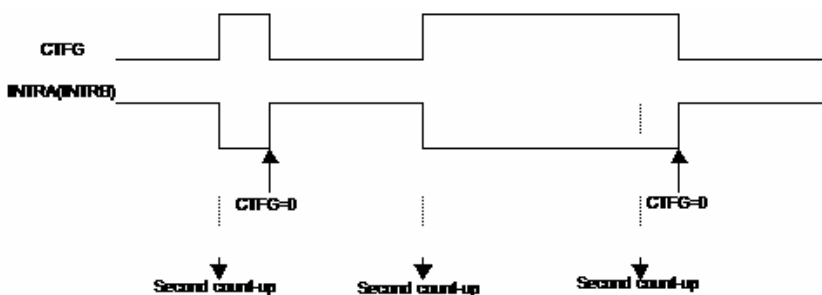 CTFG
INTRA(INTRB)
CTFG=0
CTFG=0
Second count-up
Second count-up
Second count-up